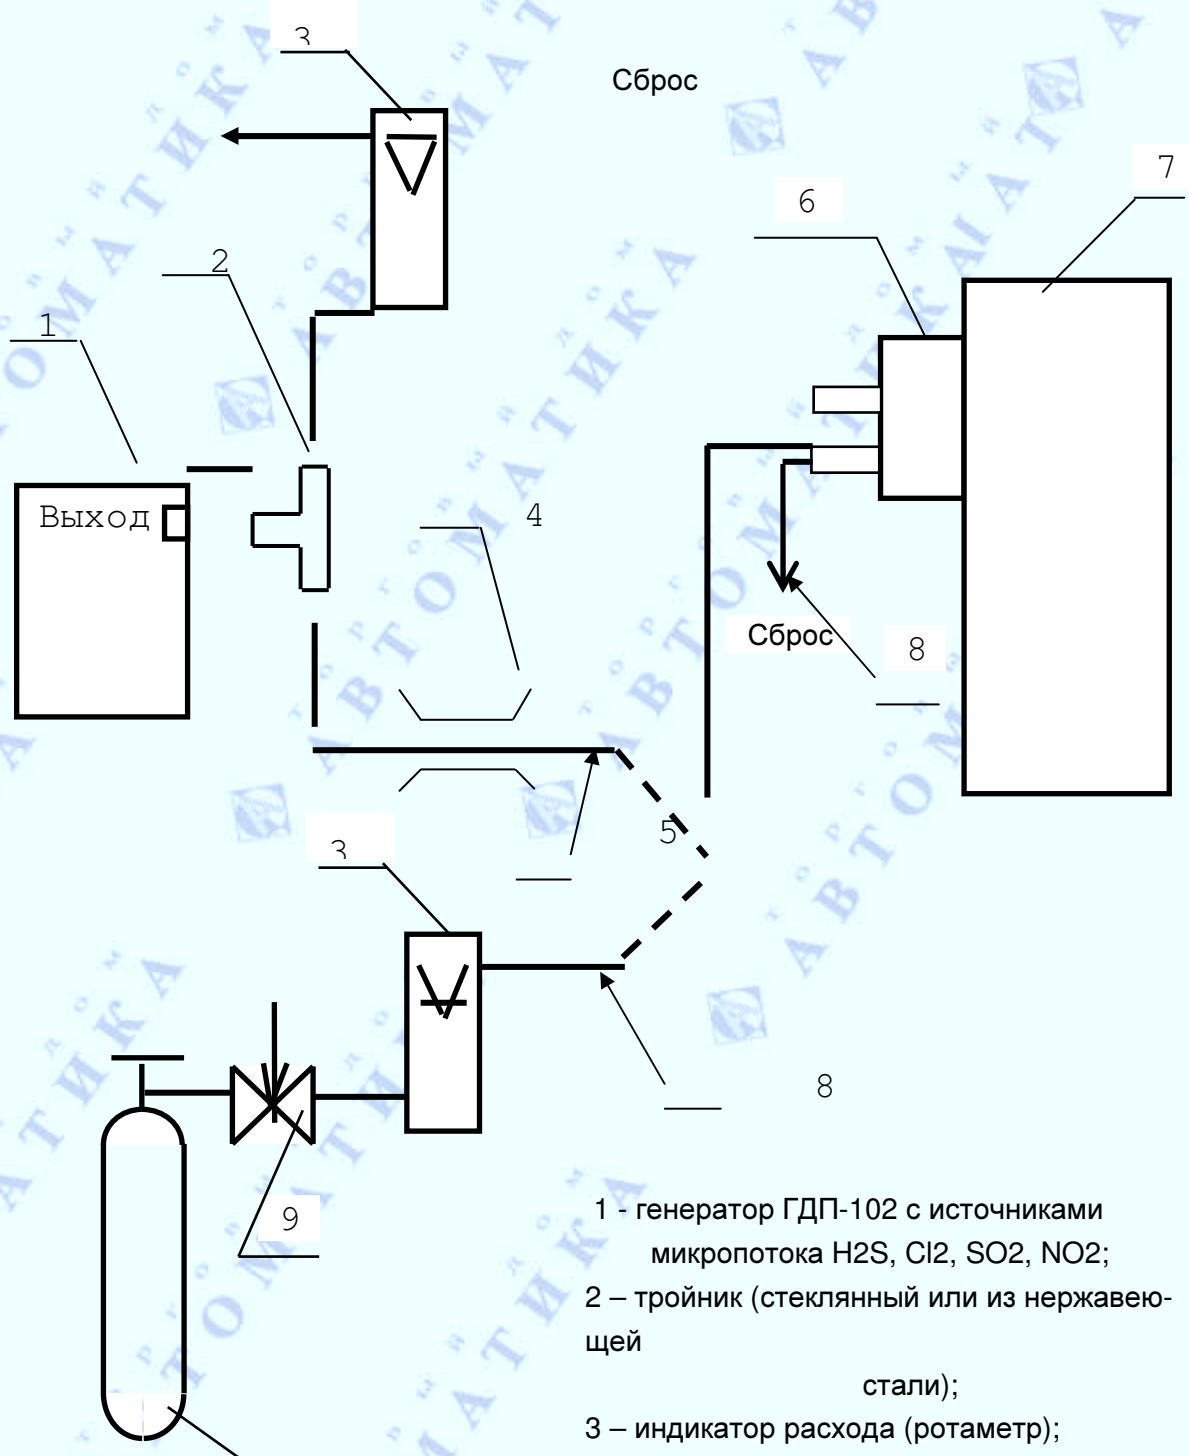 3
Сброс
7
6
2
1
Выход
4
Сброс
8
5
3
8
9
1 - генератор ГДП-102 с источниками
микропотока H2S, Cl2, SO2, NO2;
2 – тройник (стеклянный или из нержавею-
щей
стали);
3 – индикатор расхода (ротаметр);